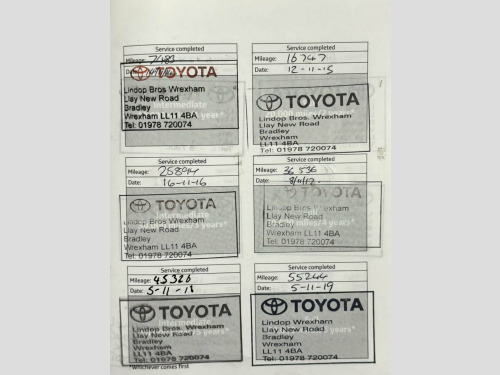 Service completed
Mileage: 7483
Date:
TOYOTA
Lindop Bros Wrexham
Llay New Road
Bradley
Wrexham LL11 4BA
Tel: 01978 720074
Service completed
Mileage: 16747
Date: 12-11-15
TOYOTA
Lindop Bros. Wrexham
Llay New Road
Bradley
Wrexham
LL11 4BA
Tel: 01978 720074
Service completed
Mileage: 25894
Date: 16-11-16
TOYOTA
Lindop Bros Wrexham
Llay New Road
Bradley
Wrexham LL11 4BA
Tel: 01978 720074
Service completed
Mileage: 36536
Date:
TOYOTA
Lindop Bros Wrexham
Llay New Road
Bradley
Wrexham LL11 4BA
Tel: 01978 720074
Service completed
Mileage: 45326
Date: 5-11-18
TOYOTA
Lindop Bros. Wrexham
Llay New Road
Bradley
Wrexham
LL11 4BA
Tel: 01978 720074
*Whichever comes first
Service completed
Mileage: 55244
Date: 5-11-19
TOYOTA
Lindop Wrexham
Llay New Road
Bradley
Wrexham
LL11 4BA
Tel: 01978 720074